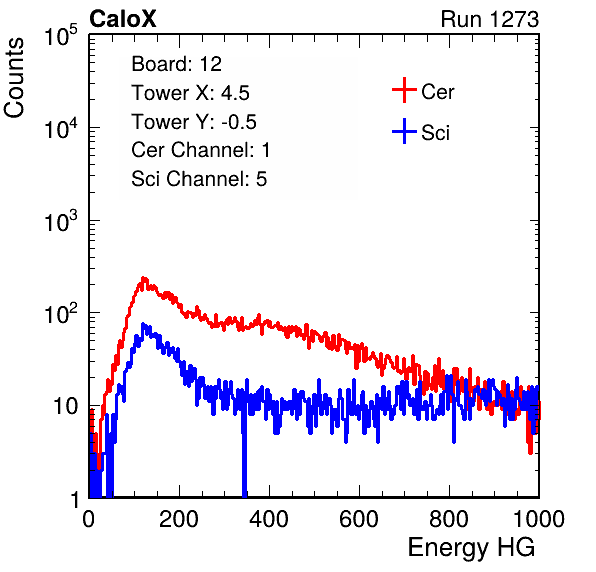 CaloX Run 1273
Counts
10^5
10^4
10^3
10^2
10
1
Board: 12
Tower X: 4.5
Tower Y: -0.5
Cer Channel: 1
Sci Channel: 5
Cer
Sci
0 200 400 600 800 1000
Energy HG